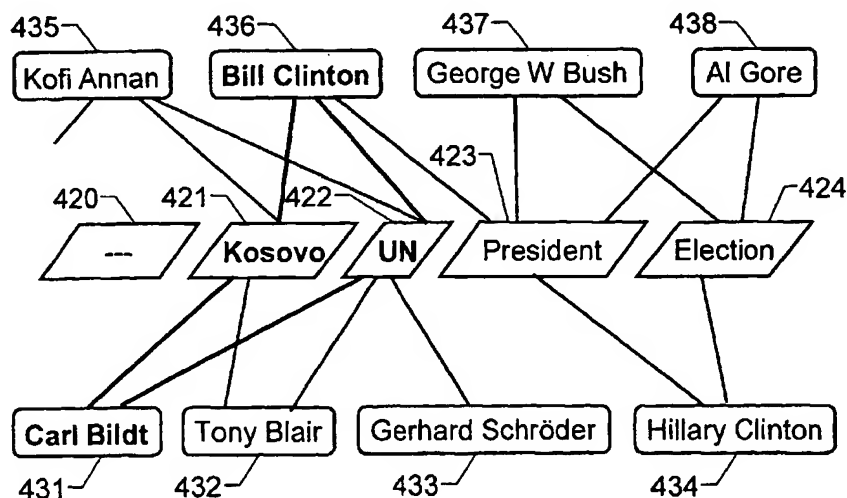 435 436 437 438
Kofi Annan Bill Clinton George W Bush Al Gore
423
420 421 422 424
--- Kosovo UN President Election
Carl Bildt Tony Blair Gerhard Schröder Hillary Clinton
431 432 433 434